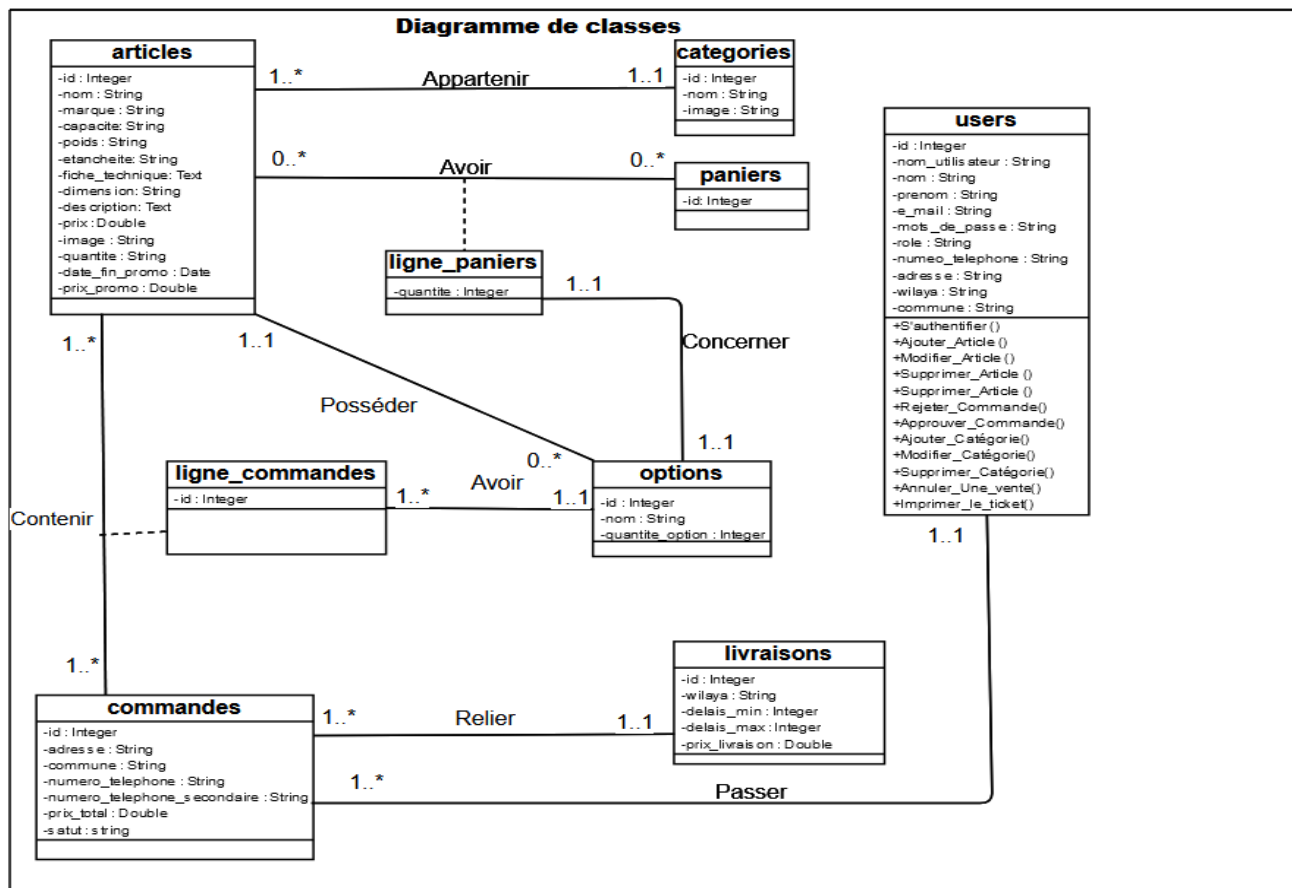 Diagramme de classes
articles
-id : Integer
-nom : String
-marque : String
-capacite: String
-poids : String
-etancheite: String
-fiche_technique: Text
-dimension: String
-description: Text
-prix : Double
-image : String
-quantite : String
-date_fin_promo : Date
-prix_promo : Double
1..*
Appartenir
1..1
categories
-id : Integer
-nom : String
-image : String
0..*
Avoir
0..*
paniers
-id: Integer
ligne_paniers
-quantite : Integer
1..1
Concerner
1..1
users
-id : Integer
-nom_utilisateur : String
-nom : String
-prenom : String
-e_mail : String
-mots_de_passe : String
-role : String
-numeo_telephone : String
-adresse : String
-wilaya : String
-commune : String
+S'authentifier()
+Ajouter_Article()
+Modifier_Article()
+Supprimer_Article ()
+Supprimer_Article ()
+Rejeter_Commande()
+Approuver_Commande()
+Ajouter_Catégorie()
+Modifier_Catégorie()
+Supprimer_Catégorie()
+Annuler_Une_vente()
+Imprimer_le_ticket()
1..1
1..*
1..1
Posséder
0..*
ligne_commandes
-id : Integer
1..*
Avoir
1..1
options
-id : Integer
-nom : String
-quantite_option : Integer
Contenir
1..*
commandes
-id : Integer
-adresse : String
-commune : String
-numero_telephone : String
-numero_telephone_secondaire : String
-prix_total : Double
-satut : string
1..*
Relier
1..1
livraisons
-id : Integer
-wilaya : String
-delais_min : Integer
-delais_max : Integer
-prix_livraison : Double
1..*
Passer